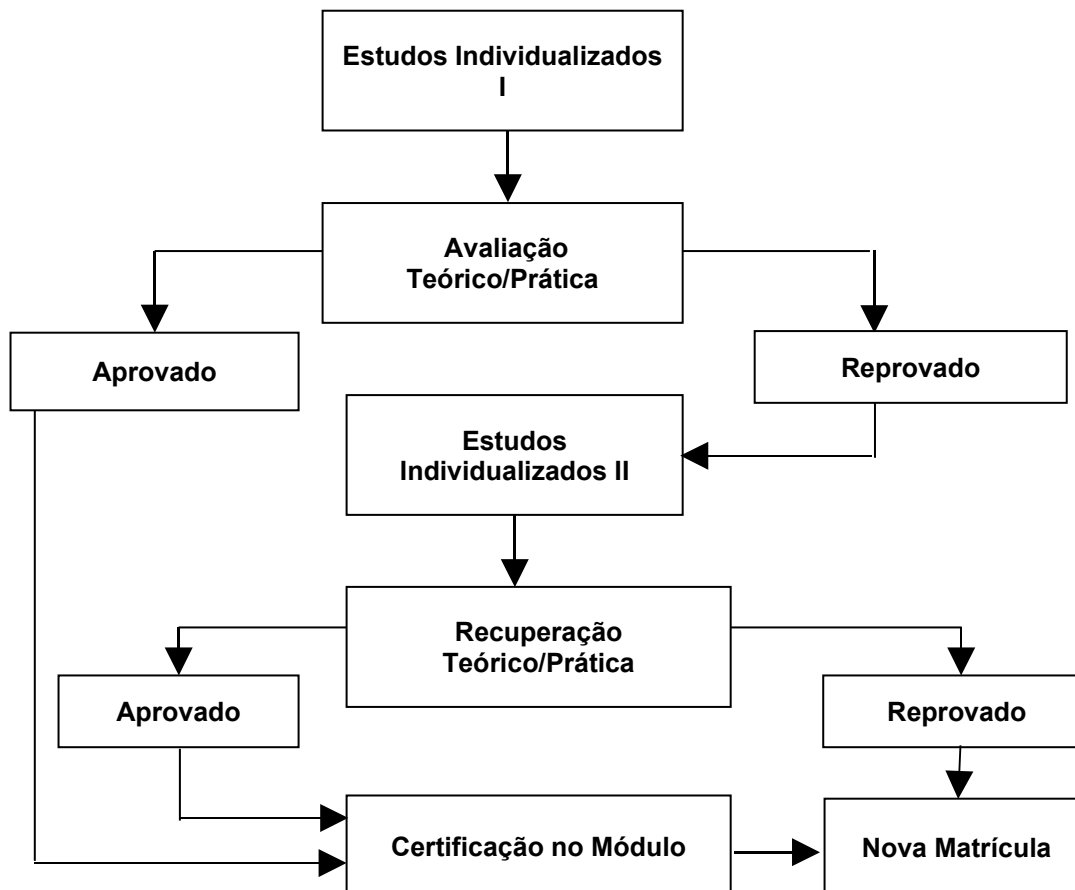 Estudos Individualizados
I
Avaliação
Teórico/Prática
Aprovado
Reprovado
Estudos
Individualizados II
Recuperação
Teórico/Prática
Aprovado
Reprovado
Certificação no Módulo
Nova Matrícula